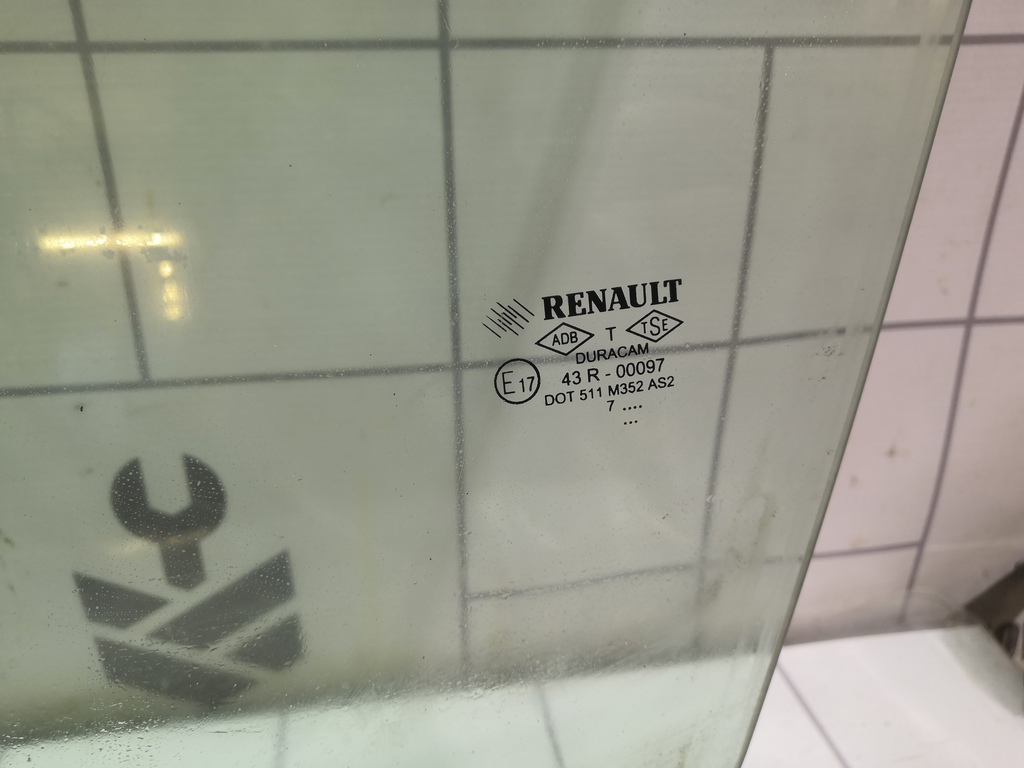 RENAULT
ADB T TSE
DURACAM
E17 43 R - 00097
DOT 511 M352 AS2
7 ....
...